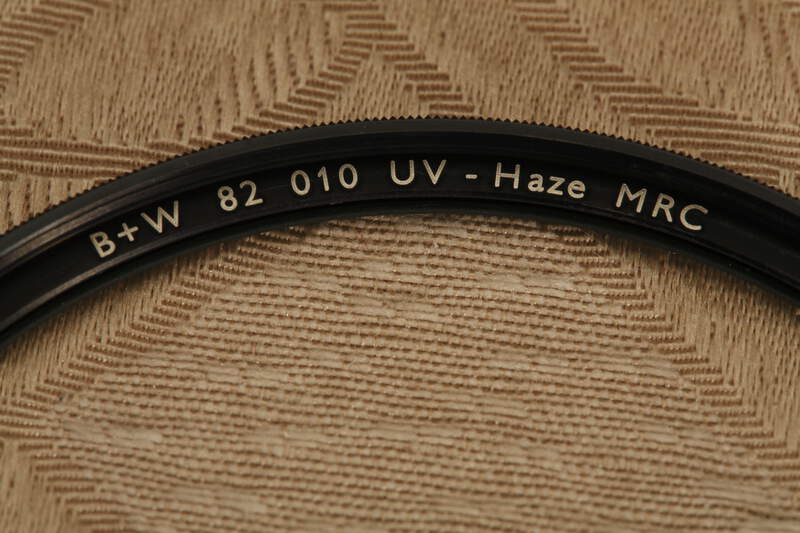 B+W 82 010 UV - Haze MRC